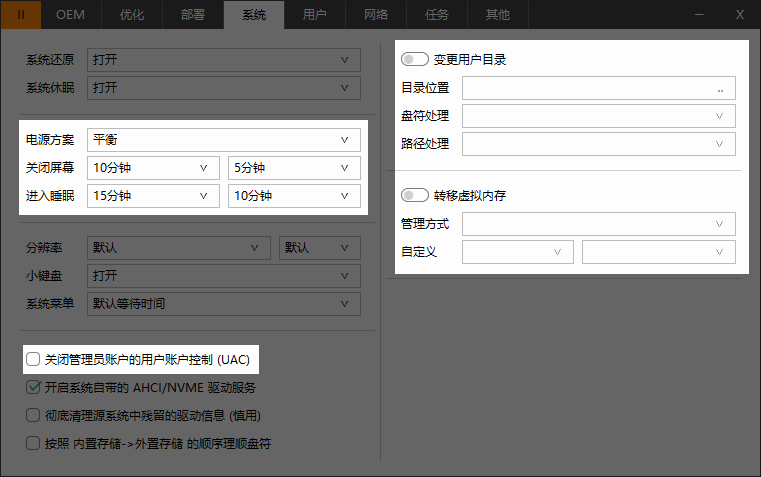 II OEM 优化 部署 系统 用户 网络 任务 其他 — X
系统还原 打开
系统休眠 打开
电源方案 平衡
关闭屏幕 10分钟 5分钟
进入睡眠 15分钟 10分钟
分辨率 默认 默认
小键盘 打开
系统菜单 默认等待时间
关闭管理员账户的用户账户控制 (UAC)
开启系统自带的 AHCI/NVME 驱动服务
彻底清理源系统中残留的驱动信息 (慎用)
按照 内置存储->外置存储 的顺序理顺盘符
变更用户目录
目录位置 ..
盘符处理
路径处理
转移虚拟内存
管理方式
自定义